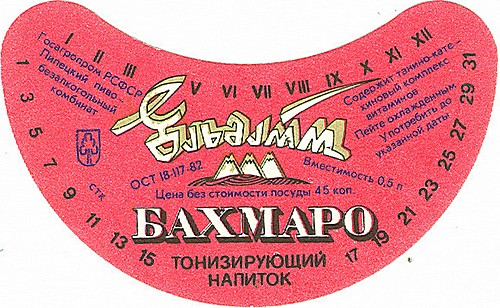 I II III V VI VII VIII IX X XI XII
Госагропром РСФСР
Липецкий пиво-
безалкогольный
комбинат
Содержит танино-кате-
хиновый комплекс
витаминов
Пейте охлажденным
Употребить до
указанной даты
1 3 5 7 9 11 13 15
17 19 21 23 25 27 29 31
СТК
ОСТ 18-117-82
Вместимость 0,5 л
Цена без стоимости посуды 45 коп.
БАХМАРО
ТОНИЗИРУЮЩИЙ
НАПИТОК